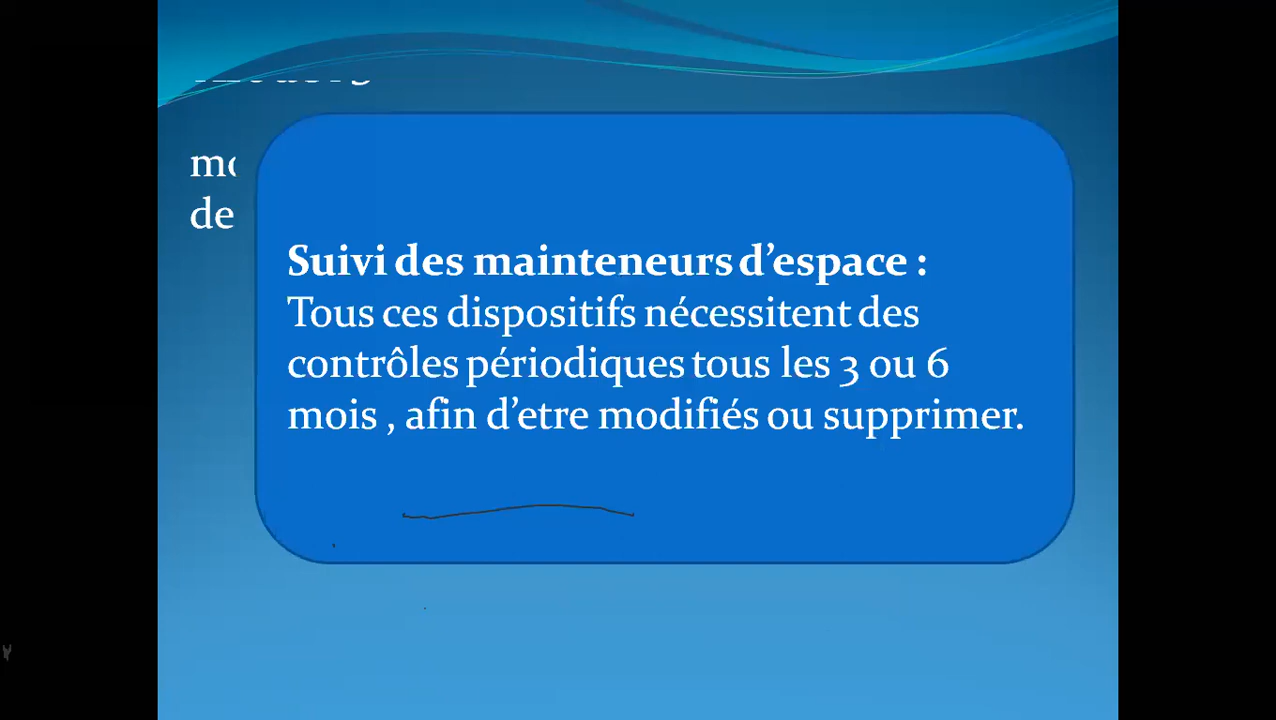 de
Suivi des mainteneurs d’espace :
Tous ces dispositifs nécessitent des
contrôles périodiques tous les 3 ou 6
mois , afin d’etre modifiés ou supprimer.